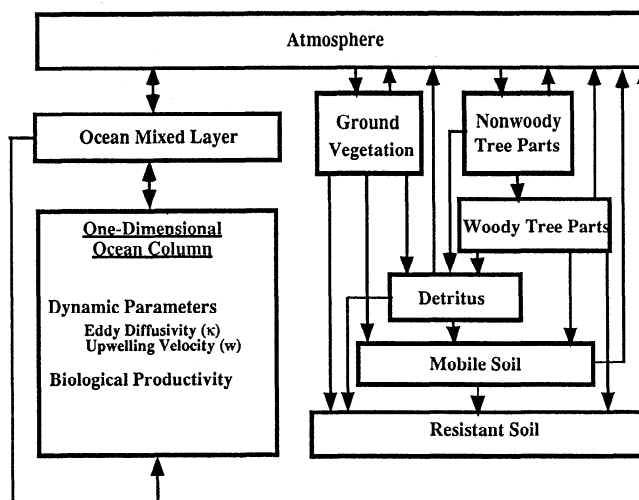 Atmosphere
Ocean Mixed Layer
Ground
Vegetation
Nonwoody
Tree Parts
Woody Tree Parts
One-Dimensional
Ocean Column
Dynamic Parameters
Eddy Diffusivity (κ)
Upwelling Velocity (w)
Biological Productivity
Detritus
Mobile Soil
Resistant Soil